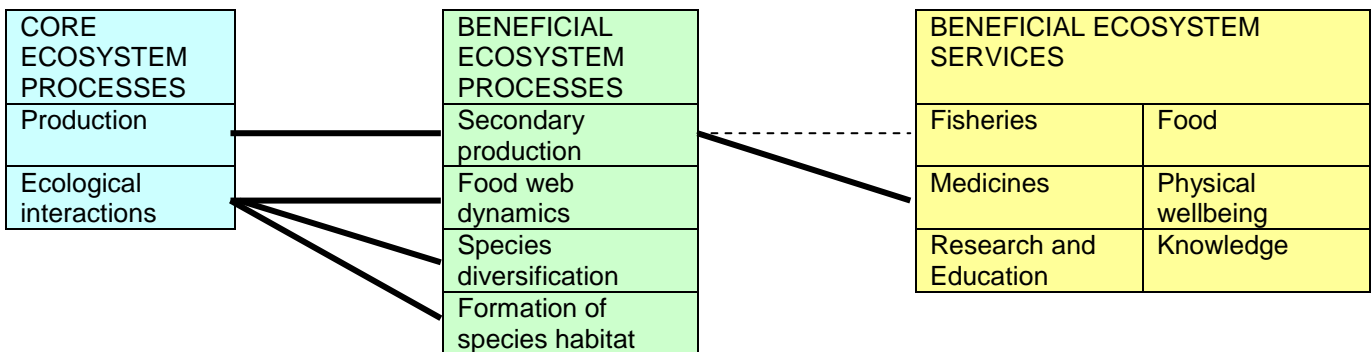 CORE
ECOSYSTEM
PROCESSES
Production
Ecological
interactions
BENEFICIAL
ECOSYSTEM
PROCESSES
Secondary
production
Food web
dynamics
Species
diversification
Formation of
species habitat
BENEFICIAL ECOSYSTEM
SERVICES
Fisheries
Food
Medicines
Physical
wellbeing
Research and
Education
Knowledge